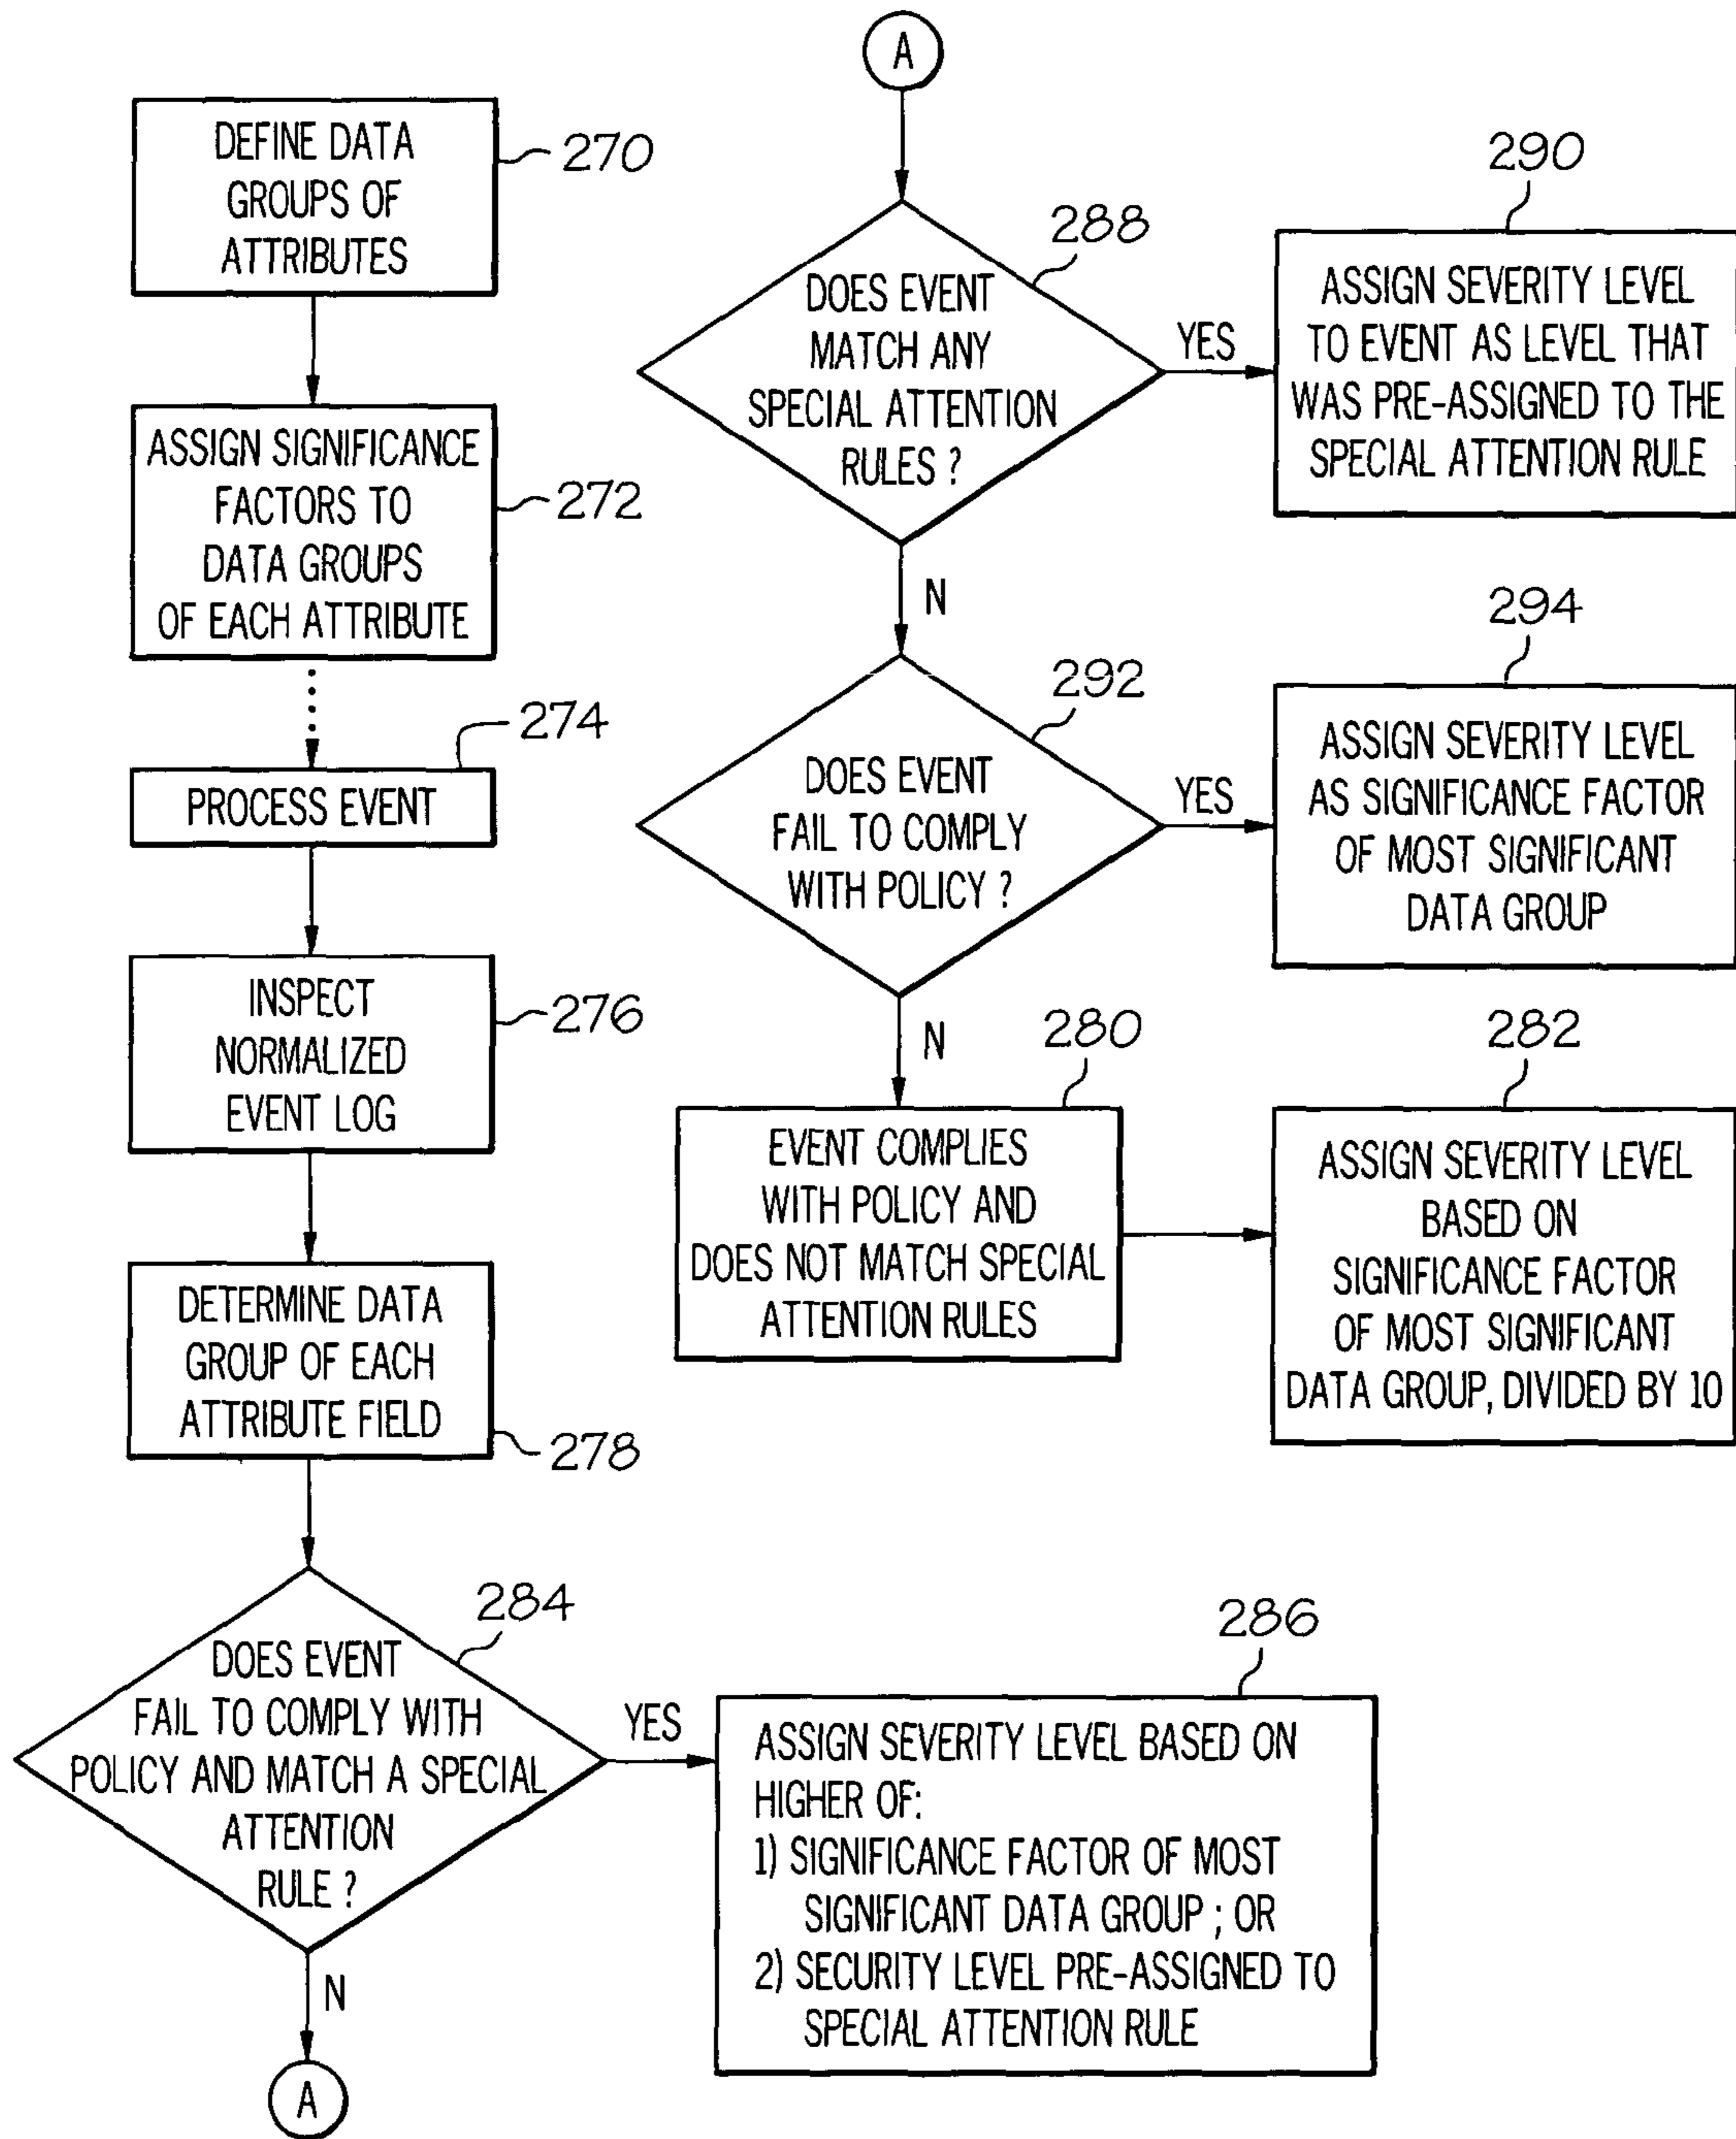 DEFINE DATA
GROUPS OF
ATTRIBUTES
270
ASSIGN SIGNIFICANCE
FACTORS TO
DATA GROUPS
OF EACH ATTRIBUTE
272
274
PROCESS EVENT
INSPECT
NORMALIZED
EVENT LOG
276
DETERMINE DATA
GROUP OF EACH
ATTRIBUTE FIELD
278
284
DOES EVENT
FAIL TO COMPLY WITH
POLICY AND MATCH A SPECIAL
ATTENTION
RULE ?
YES
286
ASSIGN SEVERITY LEVEL BASED ON
HIGHER OF:
1) SIGNIFICANCE FACTOR OF MOST
SIGNIFICANT DATA GROUP ; OR
2) SECURITY LEVEL PRE-ASSIGNED TO
SPECIAL ATTENTION RULE
N
A
A
288
DOES EVENT
MATCH ANY
SPECIAL ATTENTION
RULES ?
YES
290
ASSIGN SEVERITY LEVEL
TO EVENT AS LEVEL THAT
WAS PRE-ASSIGNED TO THE
SPECIAL ATTENTION RULE
N
292
DOES EVENT
FAIL TO COMPLY
WITH POLICY ?
YES
294
ASSIGN SEVERITY LEVEL
AS SIGNIFICANCE FACTOR
OF MOST SIGNIFICANT
DATA GROUP
N
280
EVENT COMPLIES
WITH POLICY AND
DOES NOT MATCH SPECIAL
ATTENTION RULES
282
ASSIGN SEVERITY LEVEL
BASED ON
SIGNIFICANCE FACTOR
OF MOST SIGNIFICANT
DATA GROUP, DIVIDED BY 10